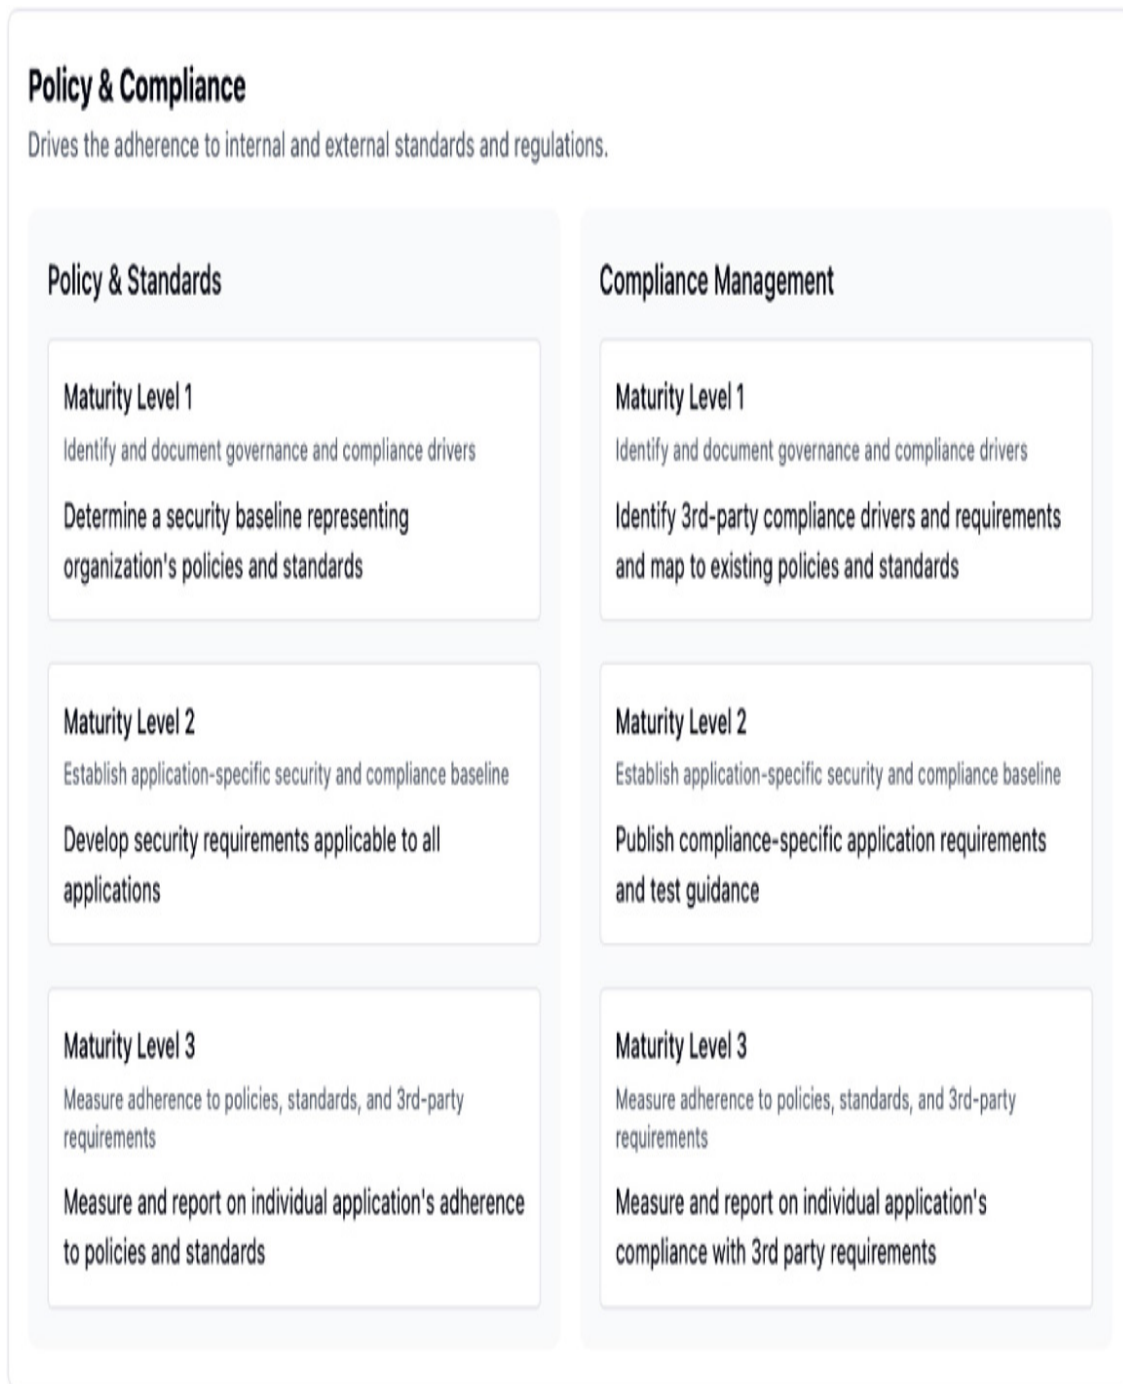 Policy & Compliance
Drives the adherence to internal and external standards and regulations.
Policy & Standards
Maturity Level 1
Identify and document governance and compliance drivers
Determine a security baseline representing
organization's policies and standards
Maturity Level 2
Establish application-specific security and compliance baseline
Develop security requirements applicable to all
applications
Maturity Level 3
Measure adherence to policies, standards, and 3rd-party
requirements
Measure and report on individual application's adherence
to policies and standards
Compliance Management
Maturity Level 1
Identify and document governance and compliance drivers
Identify 3rd-party compliance drivers and requirements
and map to existing policies and standards
Maturity Level 2
Establish application-specific security and compliance baseline
Publish compliance-specific application requirements
and test guidance
Maturity Level 3
Measure adherence to policies, standards, and 3rd-party
requirements
Measure and report on individual application's
compliance with 3rd party requirements